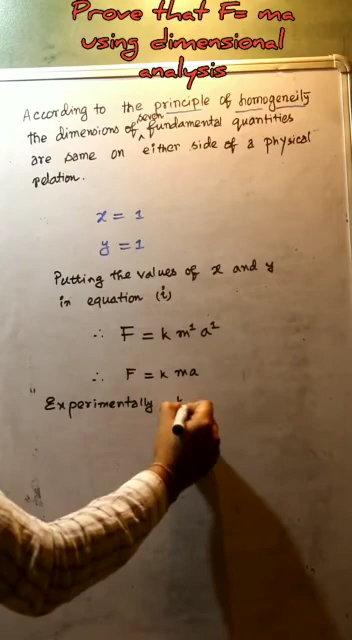 Prove that F= ma
using dimensional
analysis
According to the principle of homogeneity
seven
the dimensions of ^ fundamental quantities
are same on either side of a physical
relation.
x = 1
y = 1
Putting the values of x and y
in equation (i)
∴ F = k m¹ a¹
∴ F = k ma
Experimentally